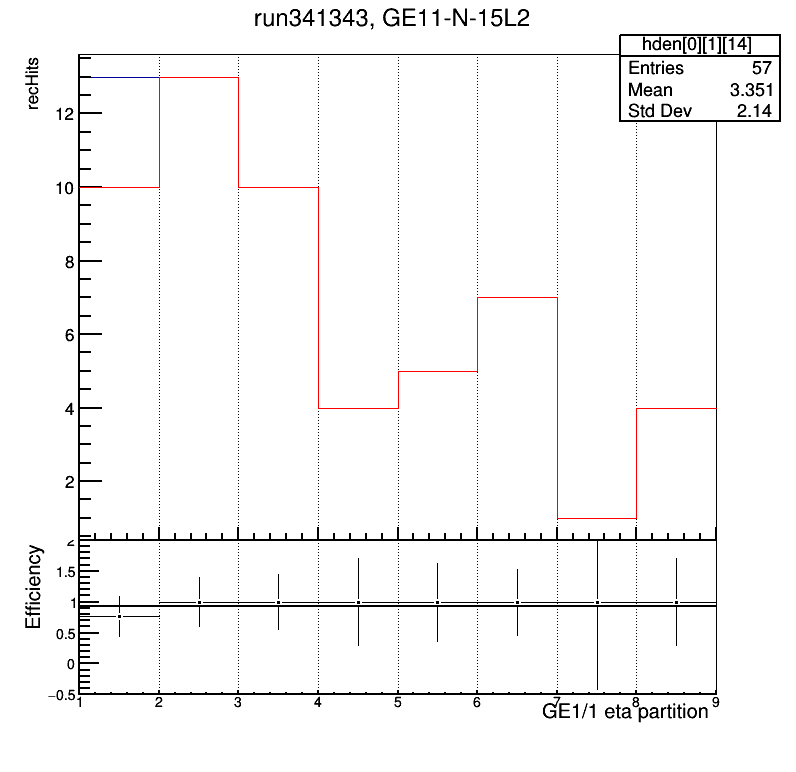 run341343, GE11-N-15L2
hden[0][1][14]
Entries 57
Mean 3.351
Std Dev 2.14
recHits
12
10
8
6
4
2
Efficiency
2
1.5
1
0.5
0
−0.5
1 2 3 4 5 6 7 8 9
GE1/1 eta partition